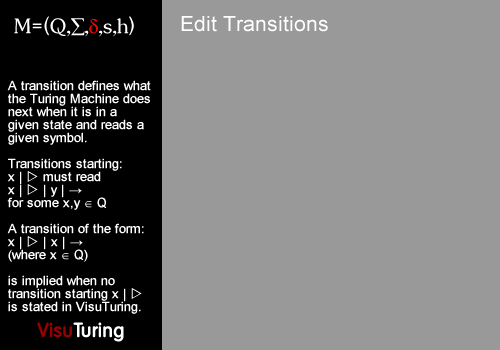 M=(Q,Σ,δ,s,h)
Edit Transitions
A transition defines what
the Turing Machine does
next when it is in a
given state and reads a
given symbol.
Transitions starting:
x | ▷ must read
x | ▷ | y | →
for some x,y ∈ Q
A transition of the form:
x | ▷ | x | →
(where x ∈ Q)
is implied when no
transition starting x | ▷
is stated in VisuTuring.
VisuTuring